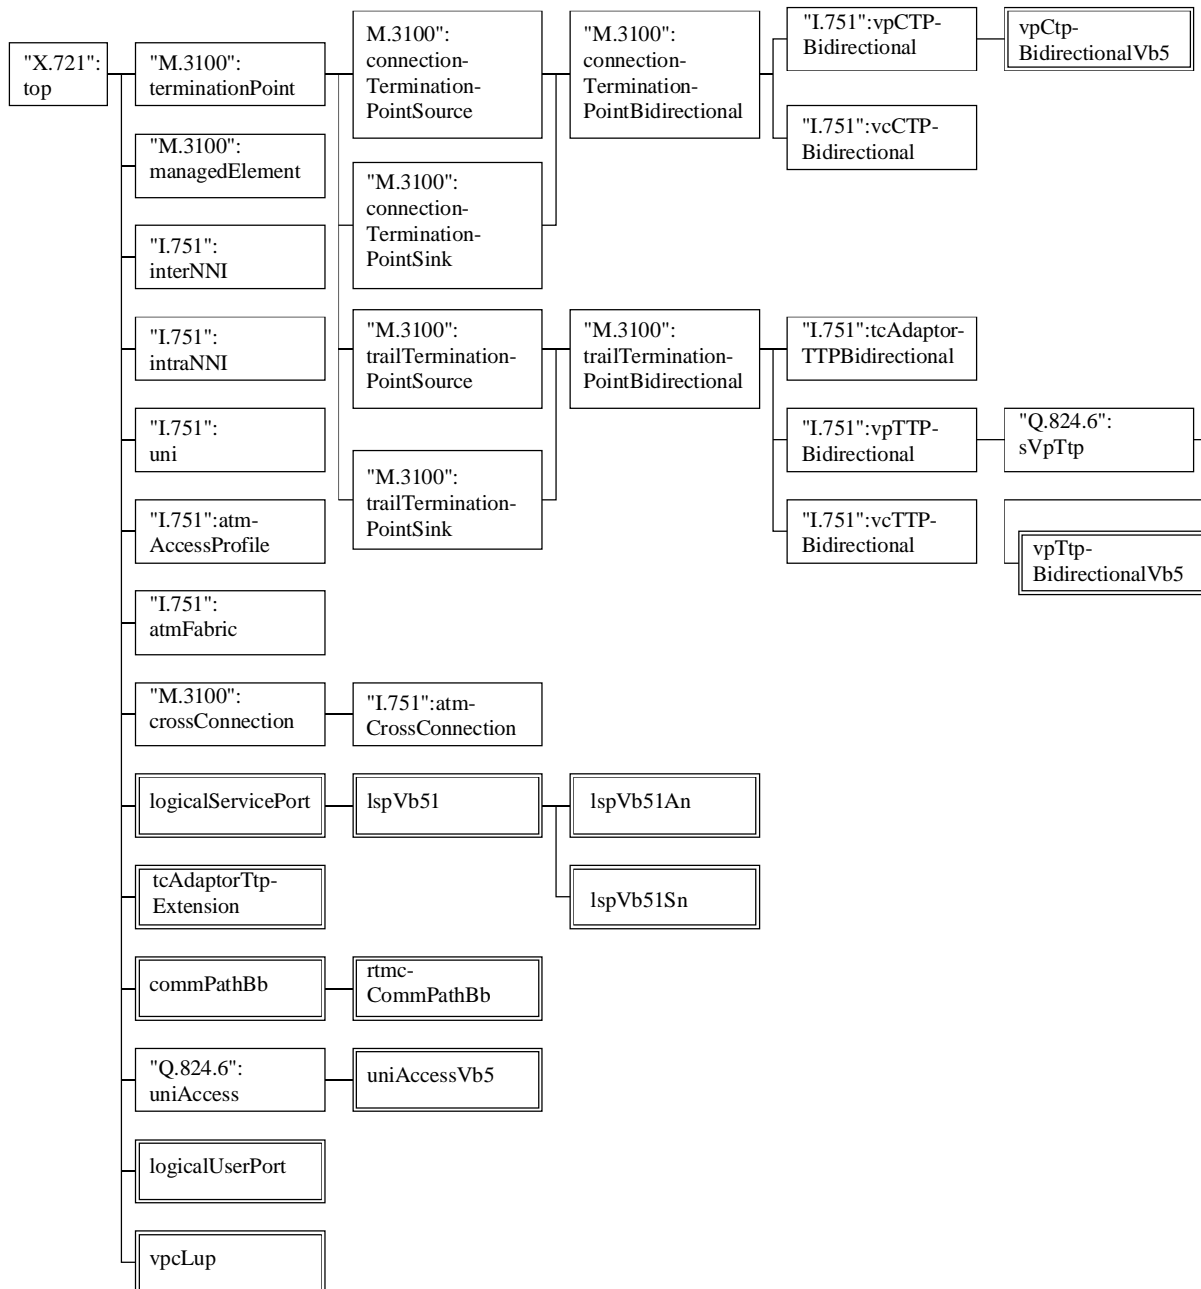 "X.721":
top
"M.3100":
terminationPoint
M.3100":
connection-
Termination-
PointSource
"M.3100":
connection-
Termination-
PointBidirectional
"I.751":vpCTP-
Bidirectional
vpCtp-
BidirectionalVb5
"I.751":vcCTP-
Bidirectional
"M.3100":
managedElement
"M.3100":
connection-
Termination-
PointSink
"I.751":
interNNI
"I.751":
intraNNI
"M.3100":
trailTermination-
PointSource
"M.3100":
trailTermination-
PointBidirectional
"I.751":tcAdaptor-
TTPBidirectional
"I.751":
uni
"M.3100":
trailTermination-
PointSink
"I.751":vpTTP-
Bidirectional
"Q.824.6":
sVpTtp
"I.751":atm-
AccessProfile
"I.751":vcTTP-
Bidirectional
vpTtp-
BidirectionalVb5
"I.751":
atmFabric
"M.3100":
crossConnection
"I.751":atm-
CrossConnection
logicalServicePort
lspVb51
lspVb51An
tcAdaptorTtp-
Extension
lspVb51Sn
commPathBb
rtmc-
CommPathBb
"Q.824.6":
uniAccess
uniAccessVb5
logicalUserPort
vpcLup